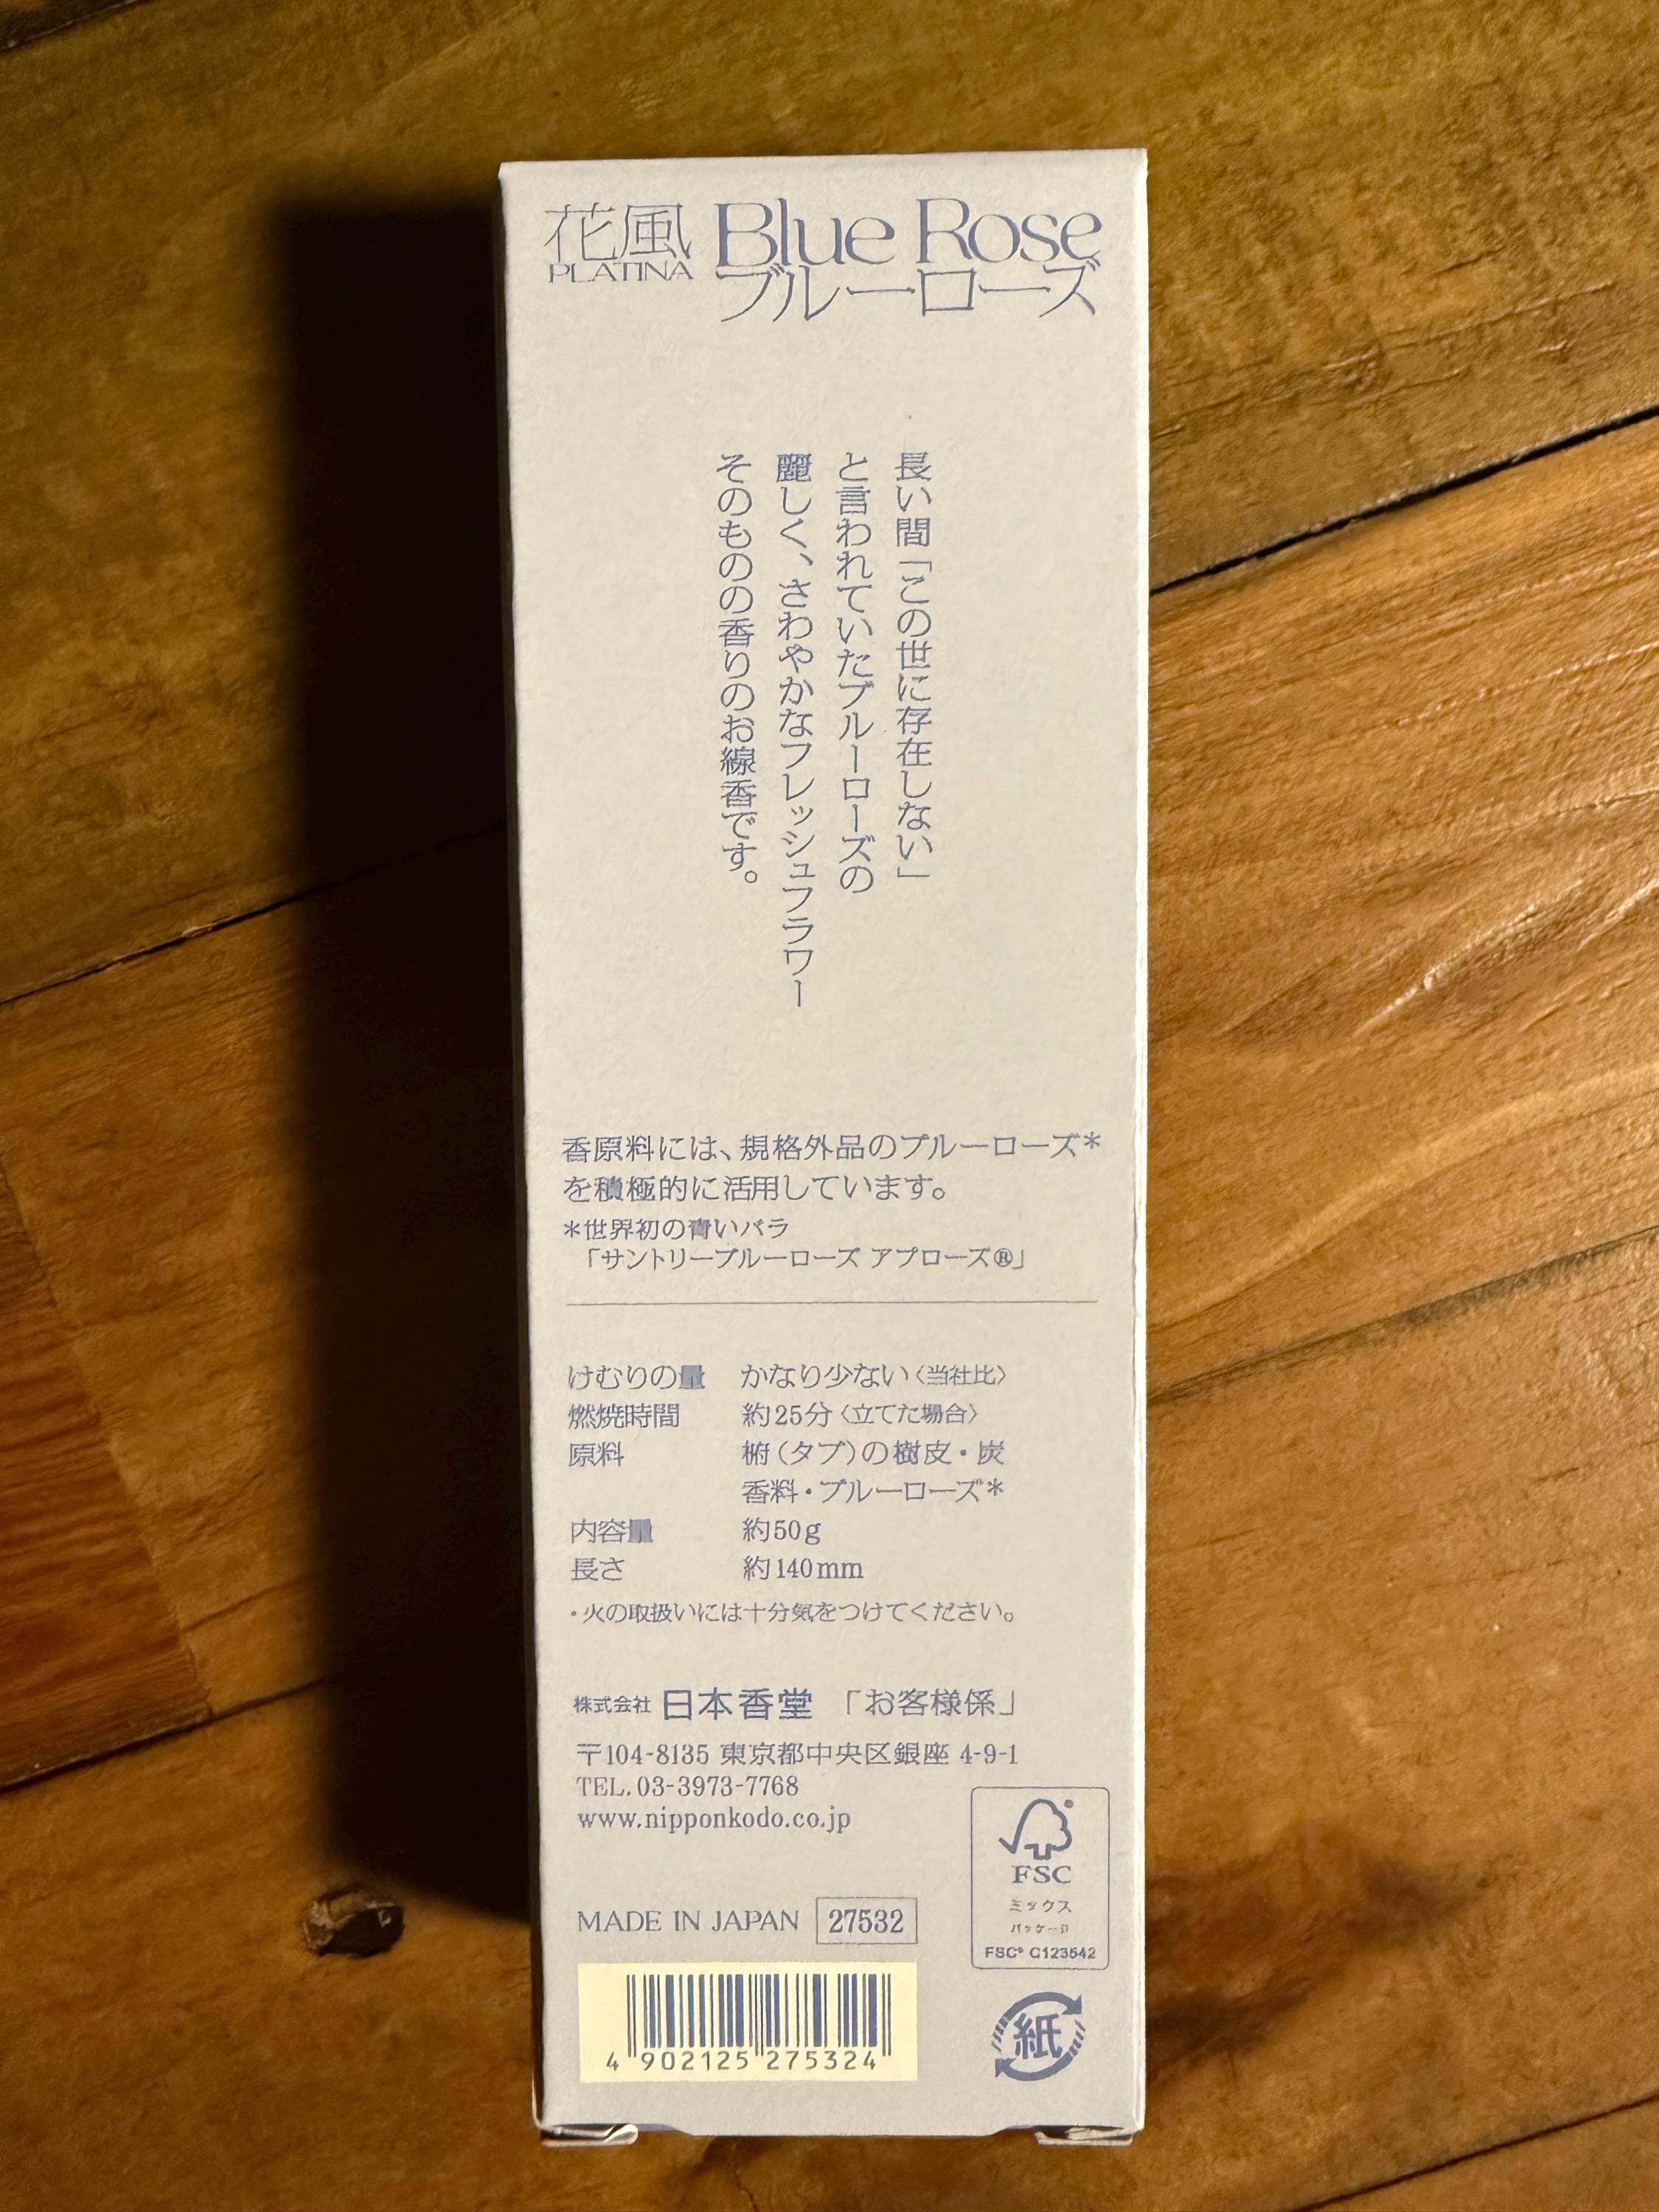 花風 Blue Rose
PLATINA ブルーローズ
長い間「この世に存在しない」
と言われていたブルーローズの
麗しく、さわやかなフレッシュフラワー
そのものの香りのお線香です。
香原料には、規格外品のブルーローズ*
を積極的に活用しています。
*世界初の青いバラ
「サントリーブルーローズ アプローズ®」
けむりの量 かなり少ない〈当社比〉
燃焼時間 約25分〈立てた場合〉
原料 椨(タブ)の樹皮・炭
香料・ブルーローズ*
内容量 約50g
長さ 約140mm
・火の取扱いには十分気をつけてください。
株式会社 日本香堂 「お客様係」
〒104-8135 東京都中央区銀座 4-9-1
TEL.03-3973-7768
www.nipponkodo.co.jp
FSC
ミックス
パッケージ
FSC® C123542
MADE IN JAPAN 27532
4 902125 275324
紙